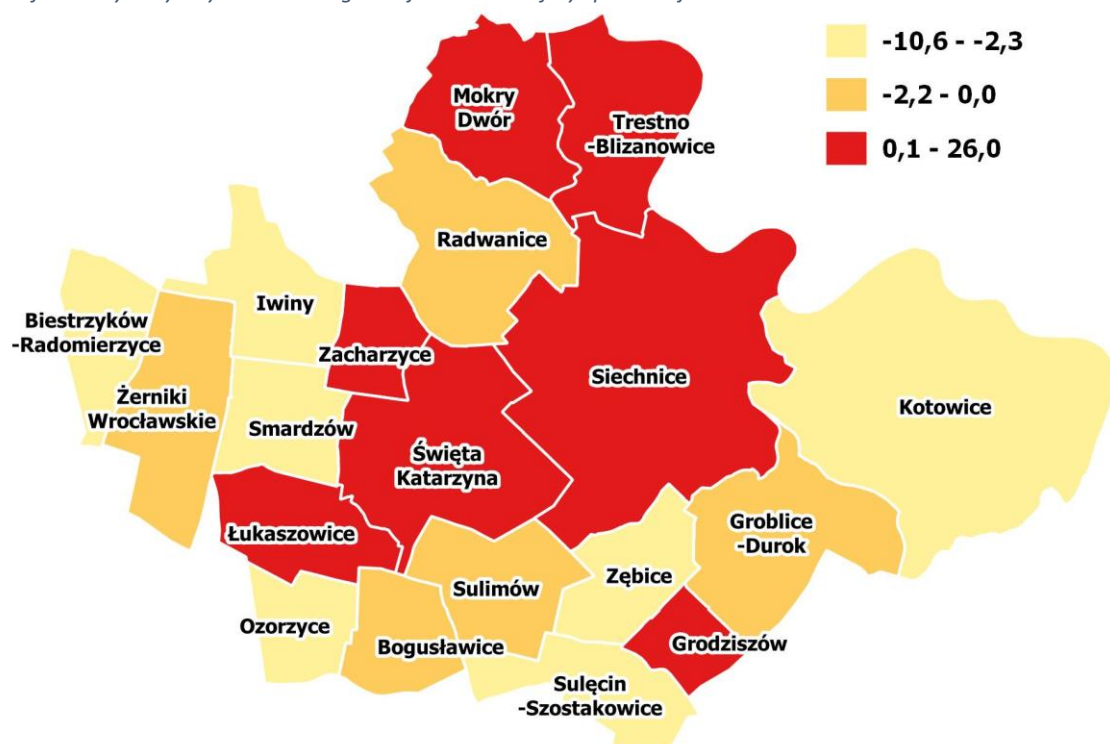 -10,6 - -2,3
-2,2 - 0,0
0,1 - 26,0
Mokry
Dwór
Trestno
-Blizanowice
Radwanice
Iwiny
Biestrzyków
-Radomierzyce
Zacharzyce
Siechnice
Żerniki
Wrocławskie
Kotowice
Smardzów
Święta
Katarzyna
Łukaszowice
Groblice
-Durok
Zębice
Sulimów
Ozorzyce
Bogusławice
Grodziszów
Sulęcin
-Szostakowice